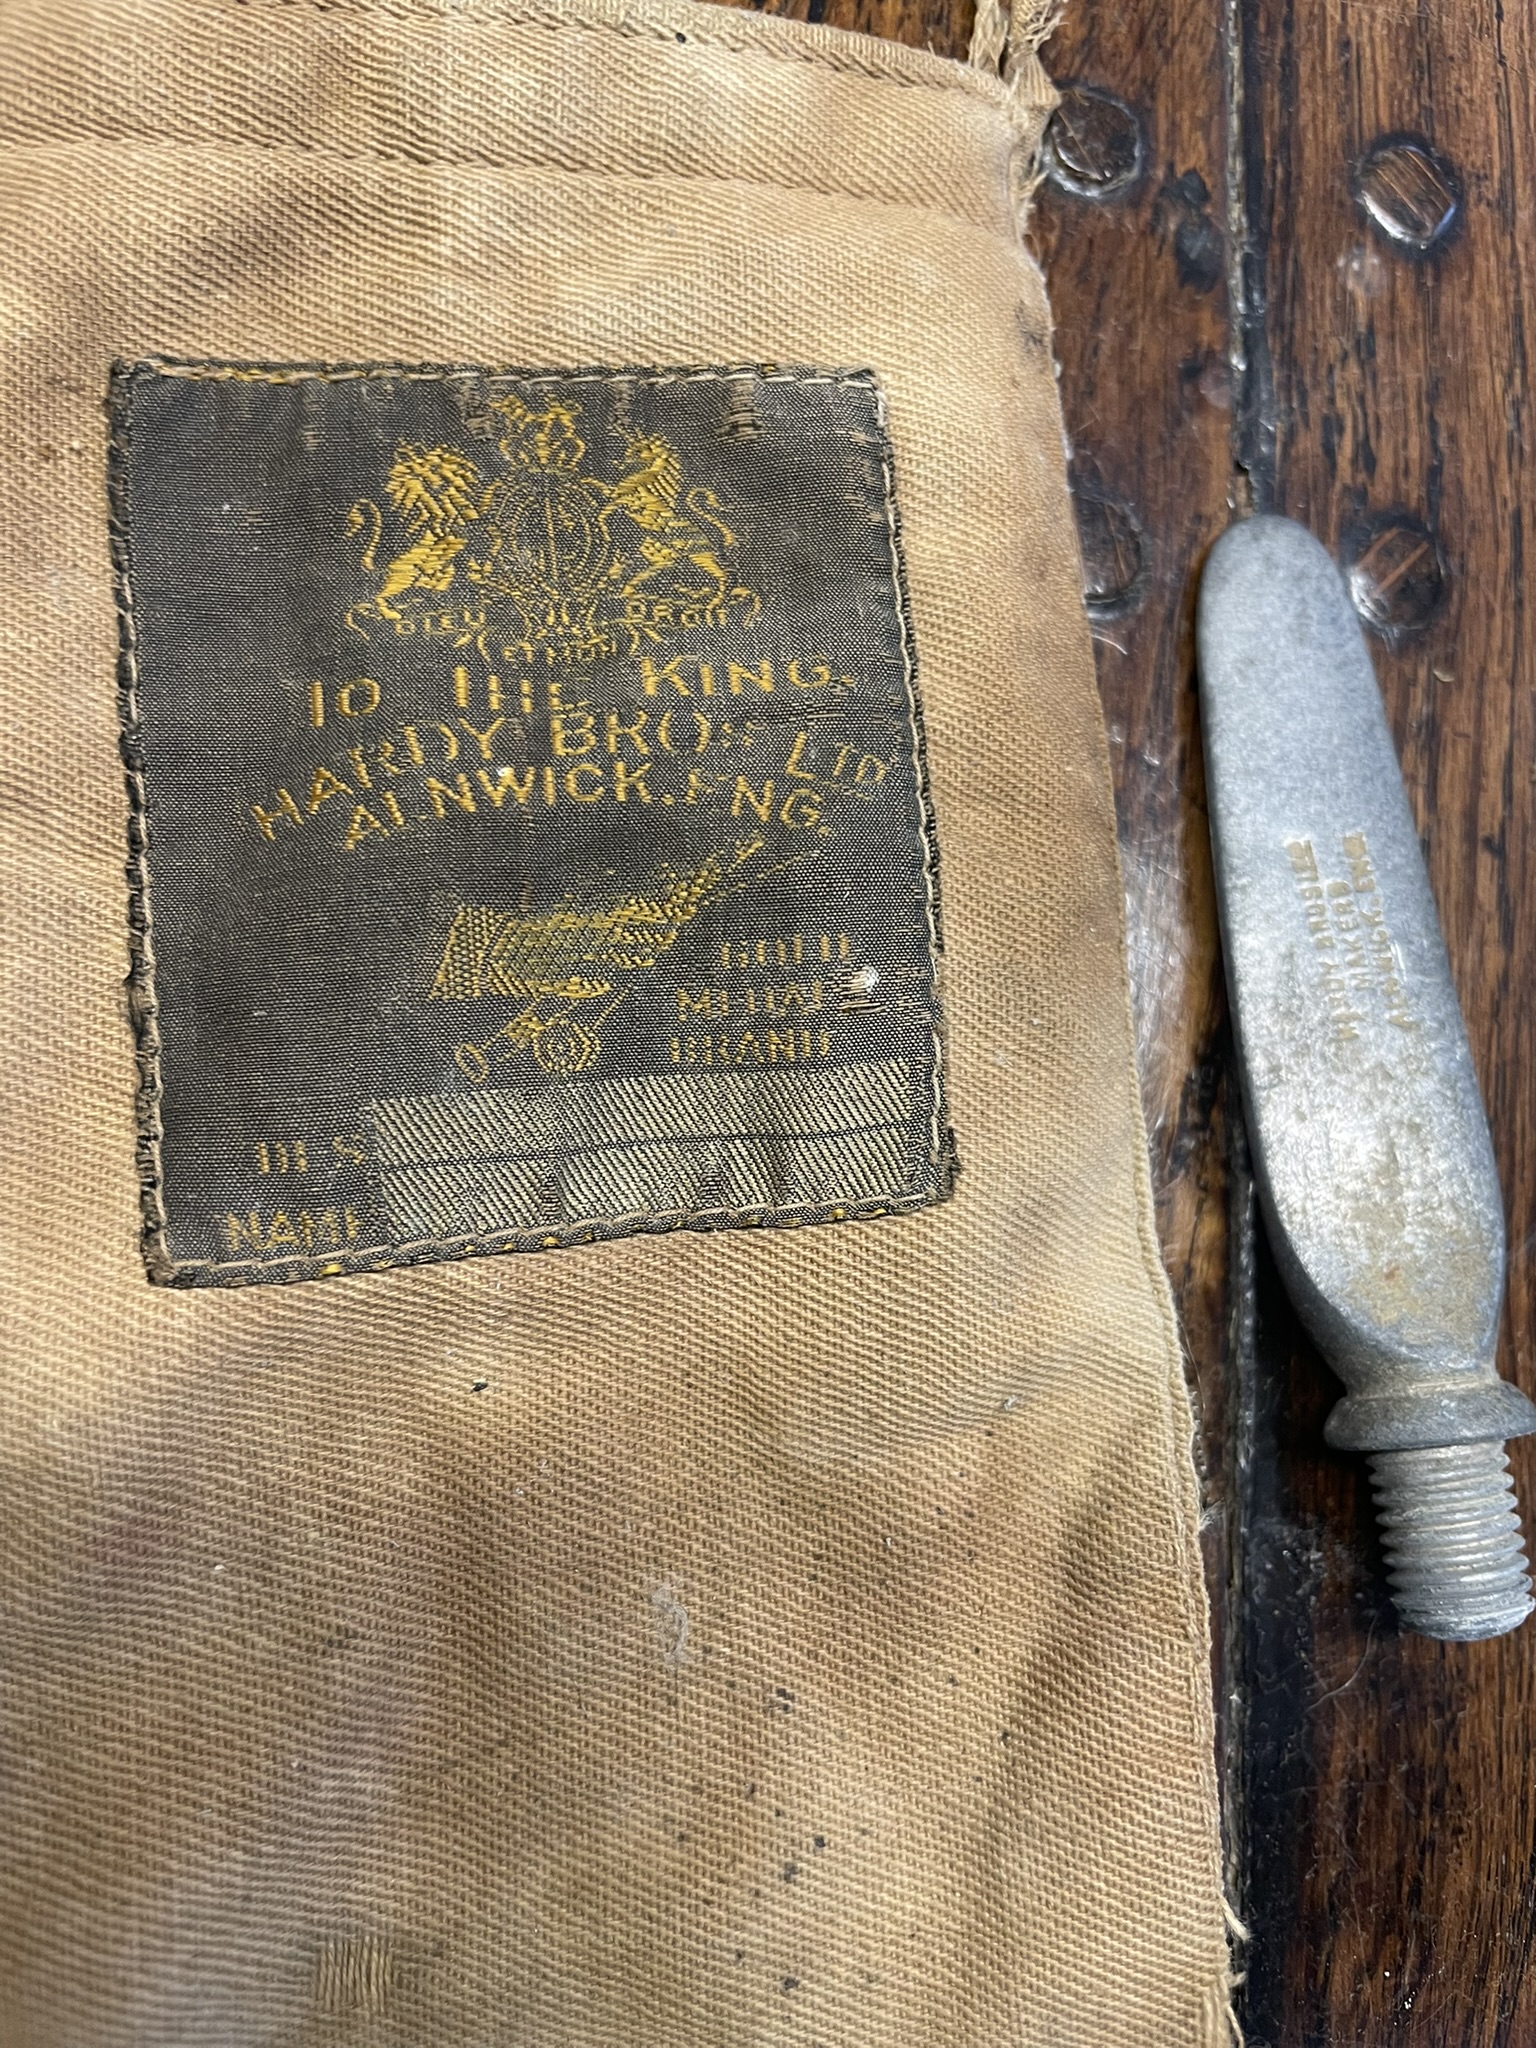 DIEU ET MON DROIT
TO THE KING.
HARDY BROS LTD
ALNWICK. ENG.
GOLD
MEDAL
BRAND
DES
NAME
HARDY BROS LTD
MAKERS
ALNWICK. ENG